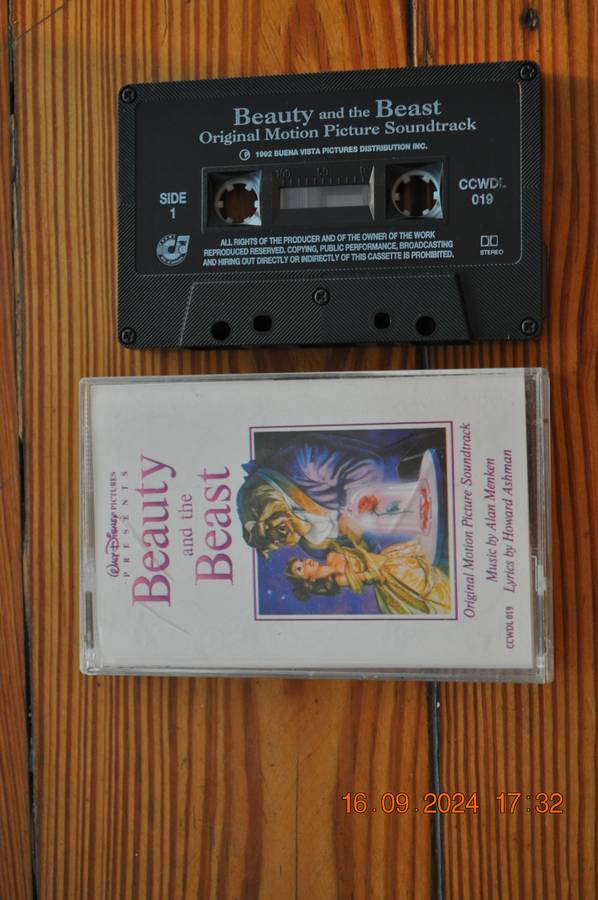 Beauty and the Beast
Original Motion Picture Soundtrack
Ⓟ 1992 BUENA VISTA PICTURES DISTRIBUTION INC.
100 50 0
SIDE
1
CCWDL
019
ALL RIGHTS OF THE PRODUCER AND OF THE OWNER OF THE WORK
REPRODUCED RESERVED. COPYING, PUBLIC PERFORMANCE, BROADCASTING
AND HIRING OUT DIRECTLY OR INDIRECTLY OF THIS CASSETTE IS PROHIBITED.
STEREO
WALT DISNEY PICTURES
PRESENTS
Beauty
and the
Beast
Original Motion Picture Soundtrack
Music by Alan Menken
Lyrics by Howard Ashman
CCWDL 019
16.09.2024 17:32